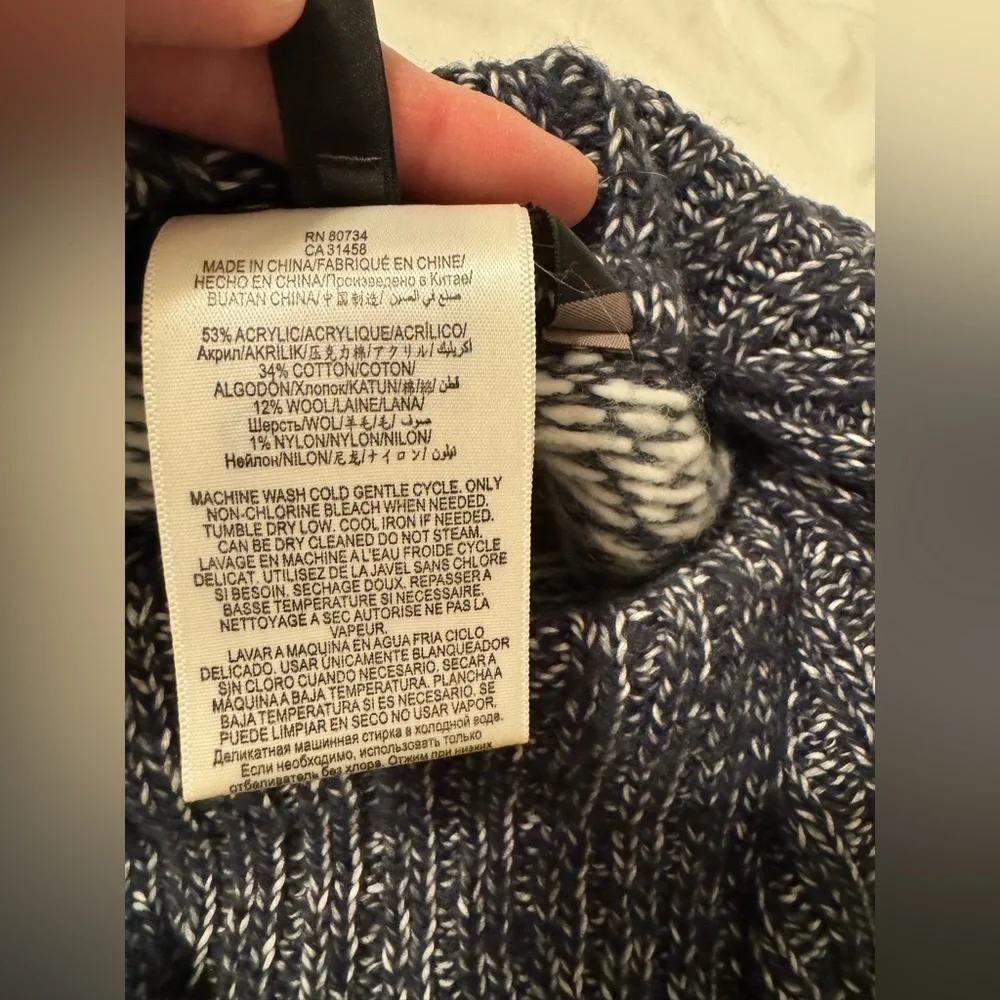 RN 80734
CA 31458
MADE IN CHINA/FABRIQUÉ EN CHINE/
HECHO EN CHINA/Произведено в Китае/
BUATAN CHINA/中国制造/ صنع في الصين
53% ACRYLIC/ACRYLIQUE/ACRÍLICO/
Акрил/AKRILIK/压克力棉/アクリル/ أكريليك
34% COTTON/COTON/
ALGODÓN/Хлопок/KATUN/棉/綿/ قطن
12% WOOL/LAINE/LANA/
Шерсть/WOL/羊毛/毛/ صوف
1% NYLON/NYLON/NILON/
Нейлон/NILON/尼龙/ナイロン/ نيلون
MACHINE WASH COLD GENTLE CYCLE. ONLY
NON-CHLORINE BLEACH WHEN NEEDED.
TUMBLE DRY LOW. COOL IRON IF NEEDED.
CAN BE DRY CLEANED DO NOT STEAM.
LAVAGE EN MACHINE A L'EAU FROIDE CYCLE
DELICAT. UTILISEZ DE LA JAVEL SANS CHLORE
SI BESOIN. SECHAGE DOUX. REPASSER A
BASSE TEMPERATURE SI NECESSAIRE.
NETTOYAGE A SEC AUTORISE NE PAS LA
VAPEUR.
LAVAR A MAQUINA EN AGUA FRIA CICLO
DELICADO. USAR ÚNICAMENTE BLANQUEADOR
SIN CLORO CUANDO NECESARIO. SECAR A
MAQUINA A BAJA TEMPERATURA. PLANCHA A
BAJA TEMPERATURA SI ES NECESARIO. SE
PUEDE LIMPIAR EN SECO NO USAR VAPOR.
Деликатная машинная стирка в холодной воде.
Если необходимо, использовать только
отбеливатель без хлора. Отжим при низких